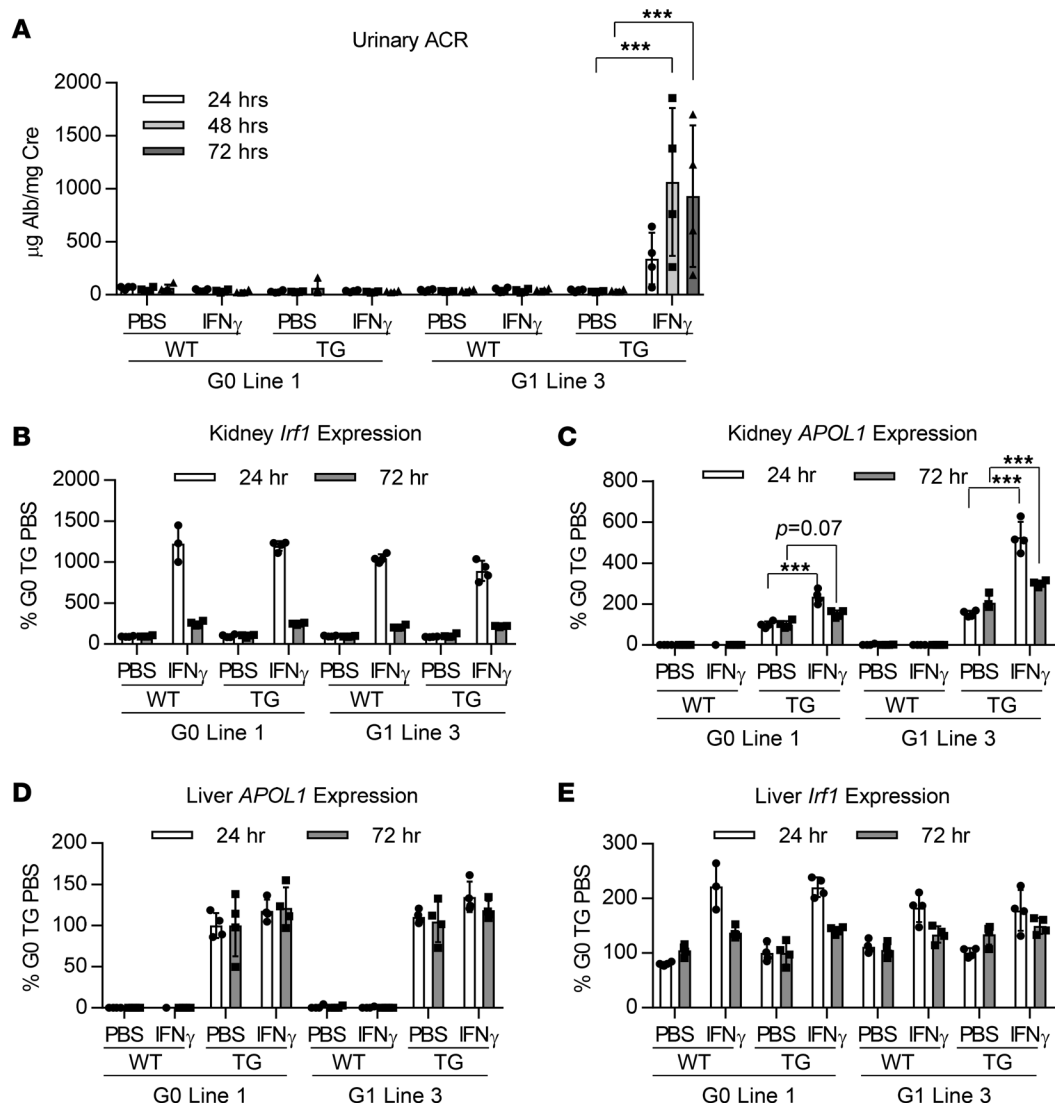 A
Urinary ACR
***
***
24 hrs
48 hrs
72 hrs
µg Alb/mg Cre
2000
1500
1000
500
0
PBS IFNγ PBS IFNγ PBS IFNγ PBS IFNγ
WT TG WT TG
G0 Line 1 G1 Line 3
B
Kidney Irf1 Expression
24 hr 72 hr
% G0 TG PBS
2000
1500
1000
500
0
PBS IFNγ PBS IFNγ PBS IFNγ PBS IFNγ
WT TG WT TG
G0 Line 1 G1 Line 3
C
Kidney APOL1 Expression
24 hr 72 hr
***
***
p=0.07
***
% G0 TG PBS
800
600
400
200
0
PBS IFNγ PBS IFNγ PBS IFNγ PBS IFNγ
WT TG WT TG
G0 Line 1 G1 Line 3
D
Liver APOL1 Expression
24 hr 72 hr
% G0 TG PBS
200
150
100
50
0
PBS IFNγ PBS IFNγ PBS IFNγ PBS IFNγ
WT TG WT TG
G0 Line 1 G1 Line 3
E
Liver Irf1 Expression
24 hr 72 hr
% G0 TG PBS
300
200
100
0
PBS IFNγ PBS IFNγ PBS IFNγ PBS IFNγ
WT TG WT TG
G0 Line 1 G1 Line 3